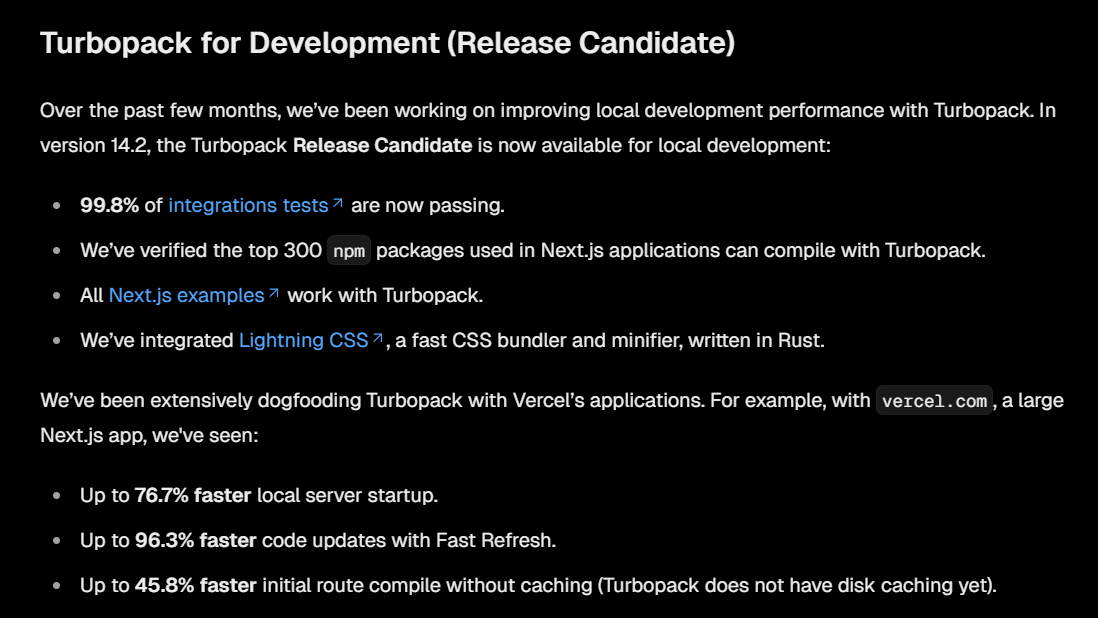 Turbopack for Development (Release Candidate)
Over the past few months, we’ve been working on improving local development performance with Turbopack. In
version 14.2, the Turbopack Release Candidate is now available for local development:
• 99.8% of integrations tests↗ are now passing.
• We’ve verified the top 300 npm packages used in Next.js applications can compile with Turbopack.
• All Next.js examples↗ work with Turbopack.
• We’ve integrated Lightning CSS↗, a fast CSS bundler and minifier, written in Rust.
We’ve been extensively dogfooding Turbopack with Vercel’s applications. For example, with vercel.com, a large
Next.js app, we've seen:
• Up to 76.7% faster local server startup.
• Up to 96.3% faster code updates with Fast Refresh.
• Up to 45.8% faster initial route compile without caching (Turbopack does not have disk caching yet).